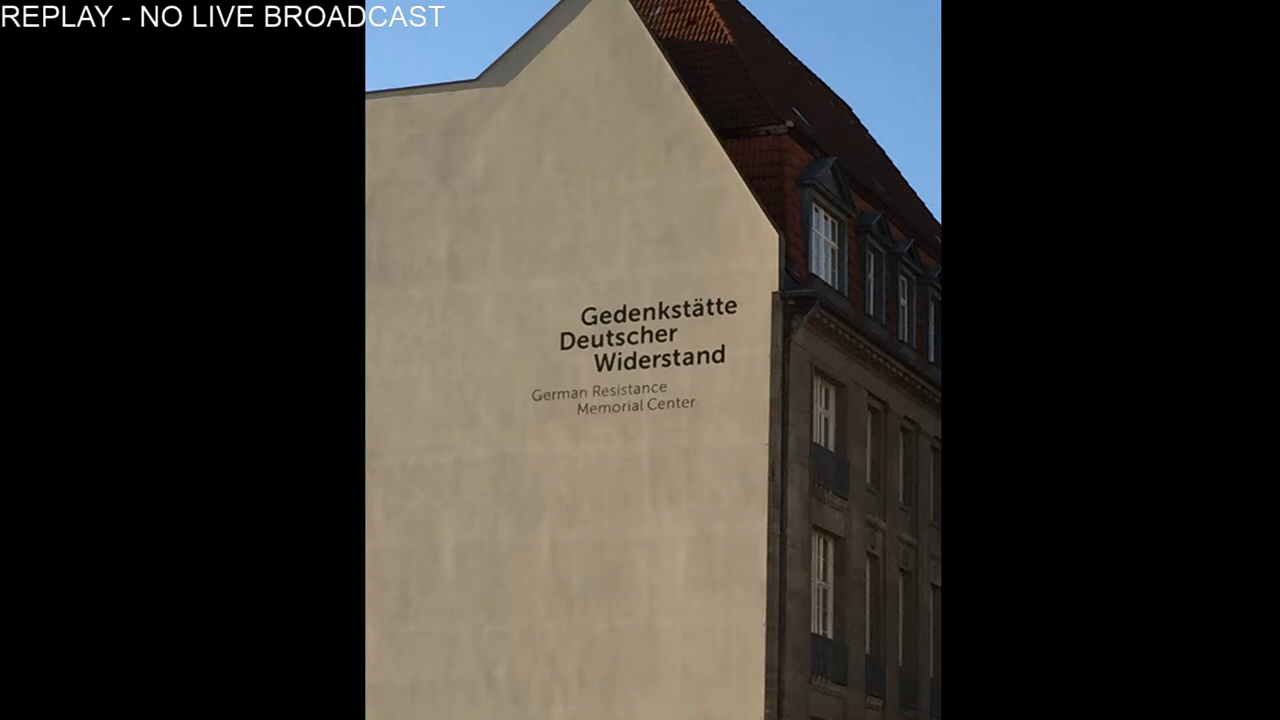 REPLAY - NO LIVE BROADCAST
Gedenkstätte
Deutscher
Widerstand
German Resistance
Memorial Center